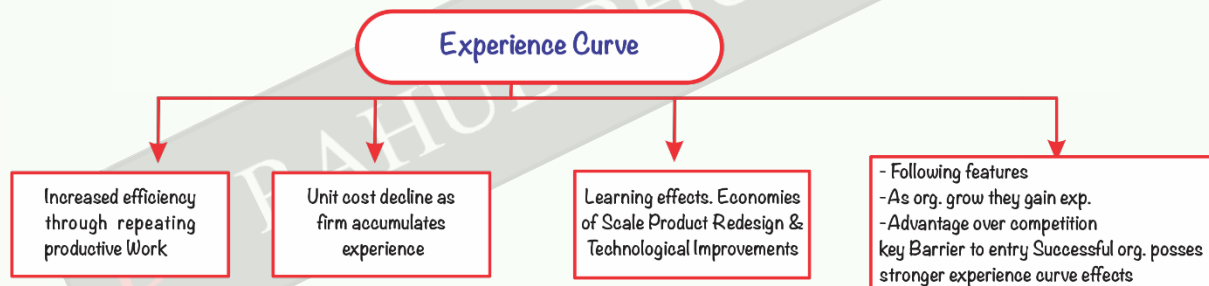 Experience Curve
Increased efficiency
through repeating
productive Work
Unit cost decline as
firm accumulates
experience
Learning effects. Economies
of Scale Product Redesign &
Technological Improvements
- Following features
- As org. grow they gain exp.
-Advantage over competition
key Barrier to entry Successful org. posses
stronger experience curve effects